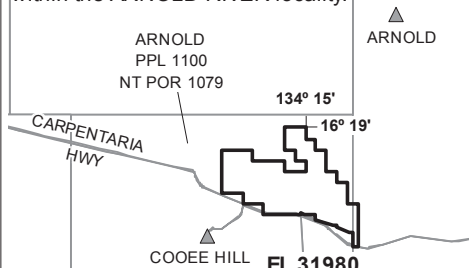 within the ARNOLD RIVER locality.
ARNOLD
ARNOLD
PPL 1100
NT POR 1079
134º 15'
16º 19'
CARPENTARIA
HWY
COOEE HILL
EL 31980